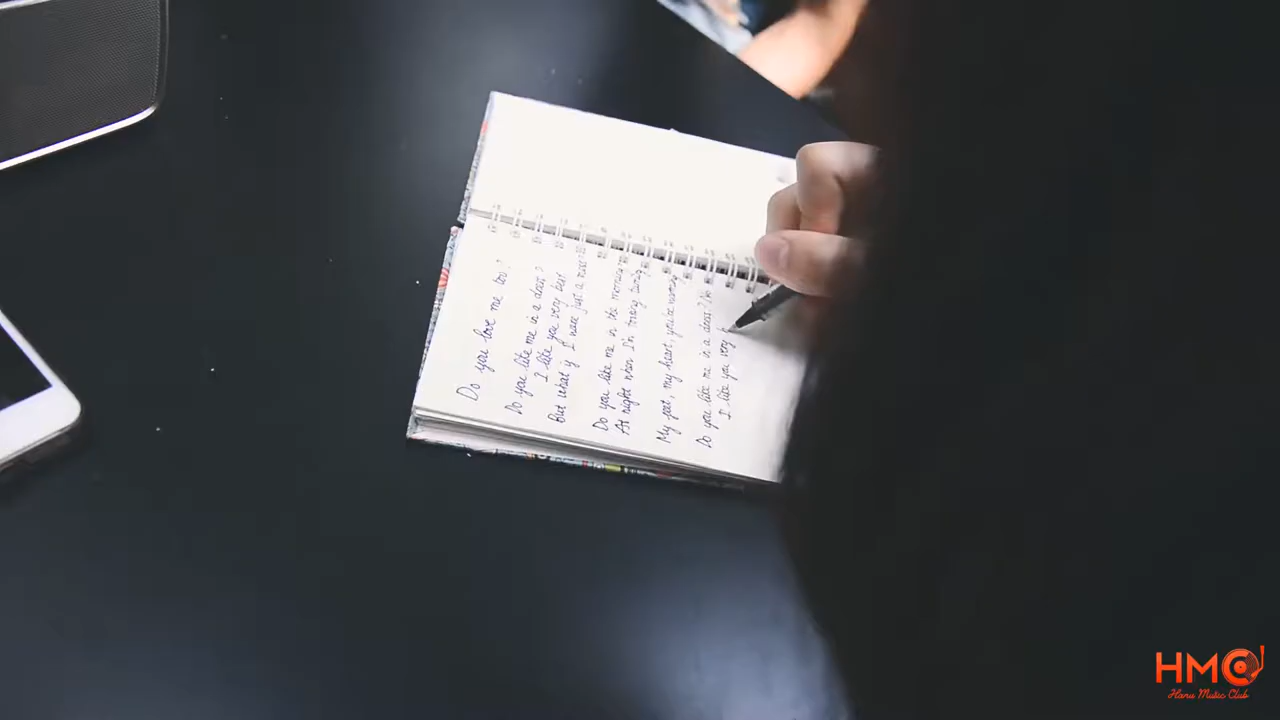 Do you love me too?
Do you like me in a dress?
I like you very best
But what if I wore just a
Do you like me in the morning
At night when I'm
My feet, my heart, you're
Do you like me in a dress?
I like you very
HMC
Hanu Music Club